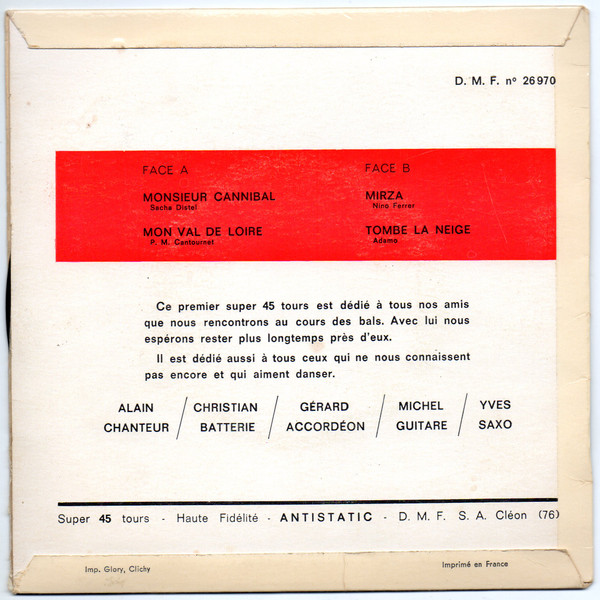 D. M. F. nº 26970
FACE A
MONSIEUR CANNIBAL
Sacha Distel
MON VAL DE LOIRE
P. M. Cantournet
FACE B
MIRZA
Nino Ferrer
TOMBE LA NEIGE
Adamo
Ce premier super 45 tours est dédié à tous nos amis
que nous rencontrons au cours des bals. Avec lui nous
espérons rester plus longtemps près d'eux.
Il est dédié aussi à tous ceux qui ne nous connaissent
pas encore et qui aiment danser.
ALAIN / CHRISTIAN / GÉRARD / MICHEL / YVES
CHANTEUR / BATTERIE / ACCORDÉON / GUITARE / SAXO
Super 45 tours - Haute Fidélité - ANTISTATIC - D. M. F. S. A. Cléon (76)
Imp. Glory, Clichy
Imprimé en France